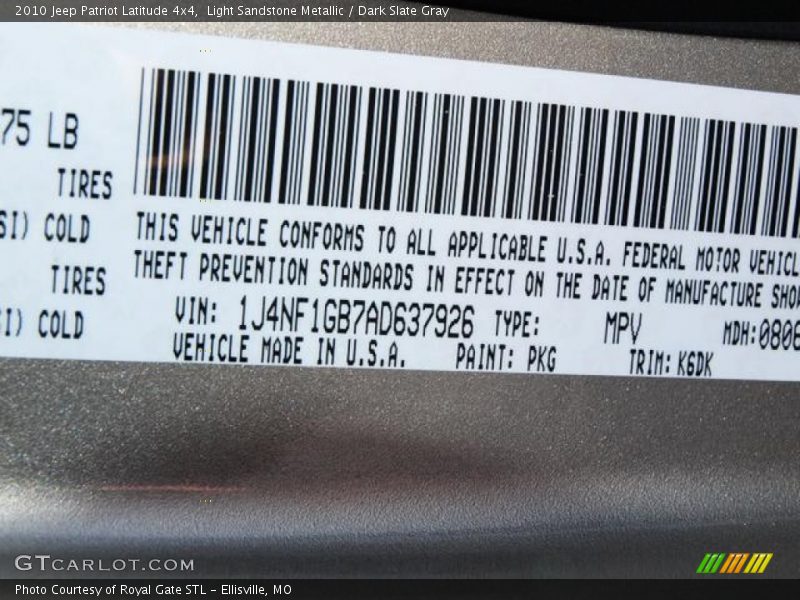 2010 Jeep Patriot Latitude 4x4, Light Sandstone Metallic / Dark Slate Gray
75 LB
TIRES
SI) COLD
TIRES
SI) COLD
THIS VEHICLE CONFORMS TO ALL APPLICABLE U.S.A. FEDERAL MOTOR VEHICL
THEFT PREVENTION STANDARDS IN EFFECT ON THE DATE OF MANUFACTURE SHO
VIN: 1J4NF1GB7AD637926 TYPE: MPV MDH:0806
VEHICLE MADE IN U.S.A. PAINT: PKG TRIM: K6DK
GTCARLOT.COM
Photo Courtesy of Royal Gate STL - Ellisville, MO